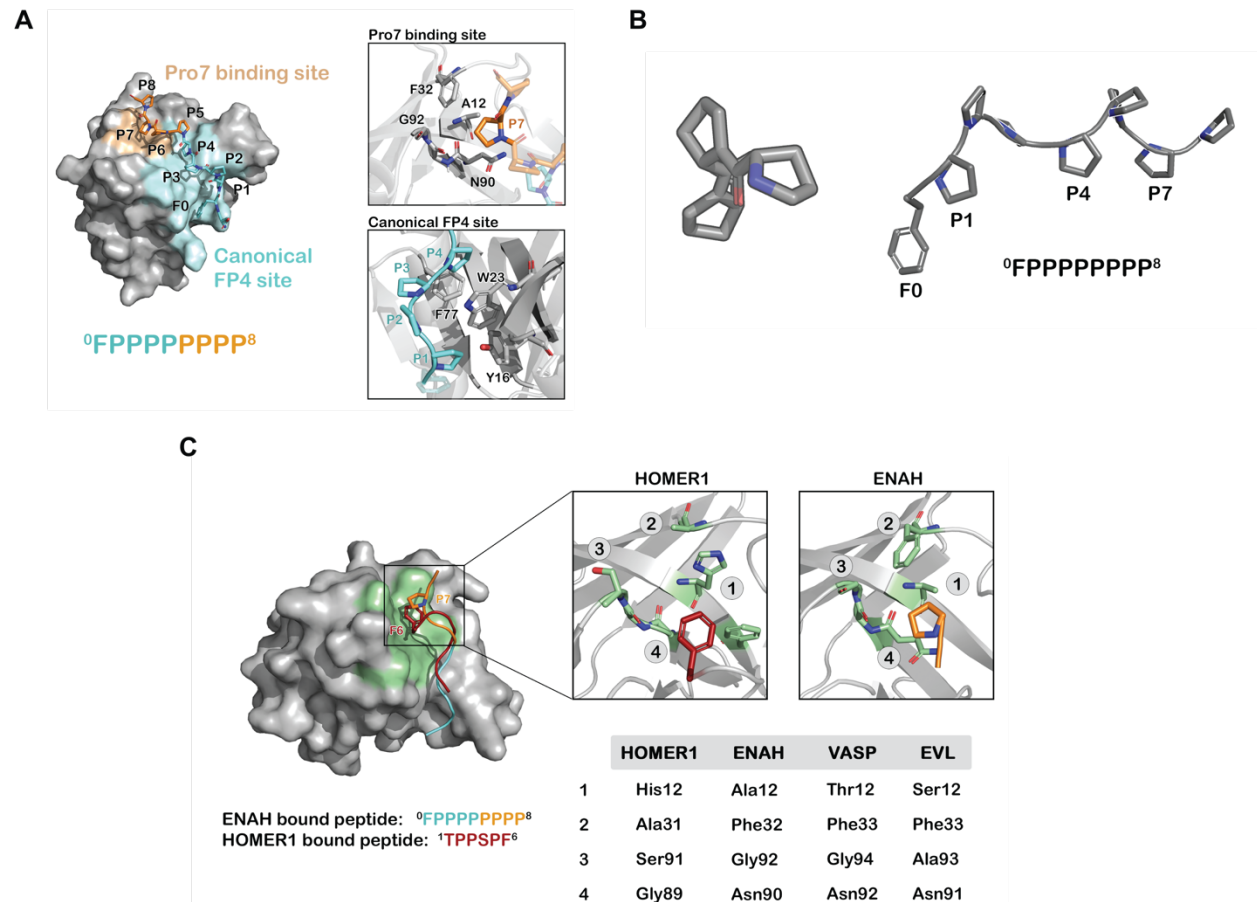 A
Pro7 binding site
P8
P5
P7
P4
P6
P2
P3
P1
F0
Canonical
FP4 site
⁰FPPPPPPPP⁸
Pro7 binding site
F32
A12
G92
P7
N90
Canonical FP4 site
P4
P3
W23
F77
P2
P1
Y16
B
P1
P4
P7
F0
⁰FPPPPPPPP⁸
C
P7
F6
ENAH bound peptide: ⁰FPPPPPPPP⁸
HOMER1 bound peptide: ¹TPPSPF⁶
HOMER1
2
3
1
4
ENAH
2
3
1
4
HOMER1 ENAH VASP EVL
1 His12 Ala12 Thr12 Ser12
2 Ala31 Phe32 Phe33 Phe33
3 Ser91 Gly92 Gly94 Ala93
4 Gly89 Asn90 Asn92 Asn91